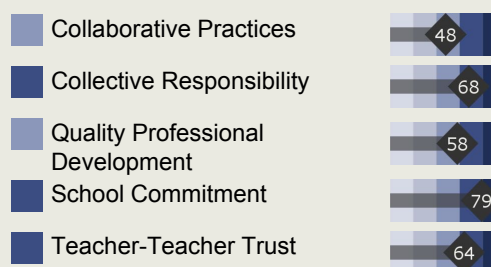 Collaborative Practices 48
Collective Responsibility 68
Quality Professional
Development 58
School Commitment 79
Teacher-Teacher Trust 64